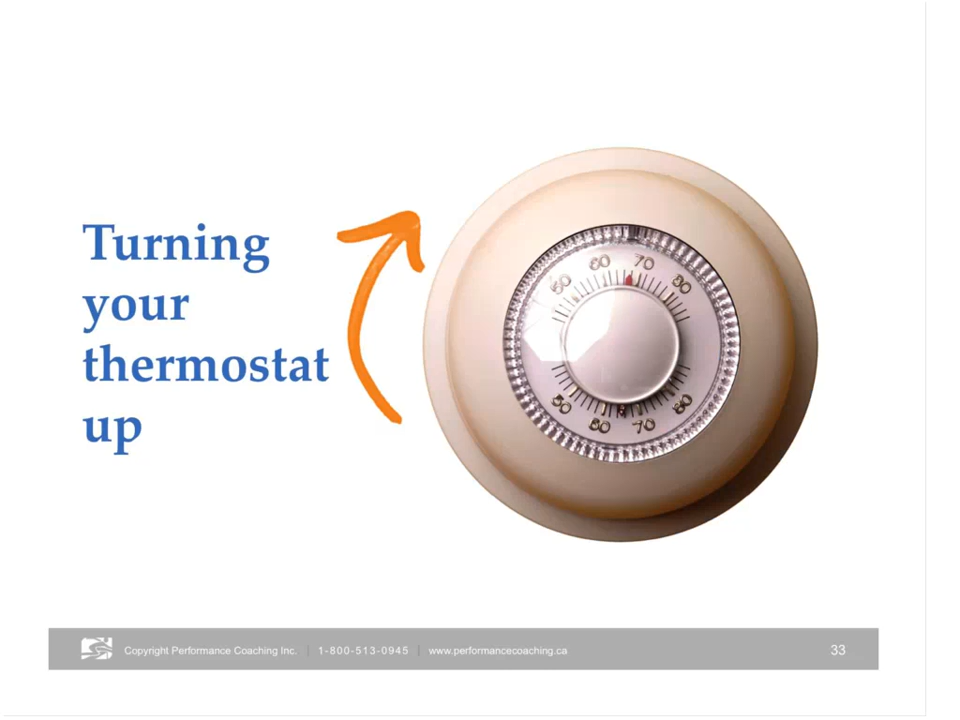 Turning
your
thermostat
up
60 70 80
50 70 80
Copyright Performance Coaching Inc. | 1-800-513-0945 | www.performancecoaching.ca
33